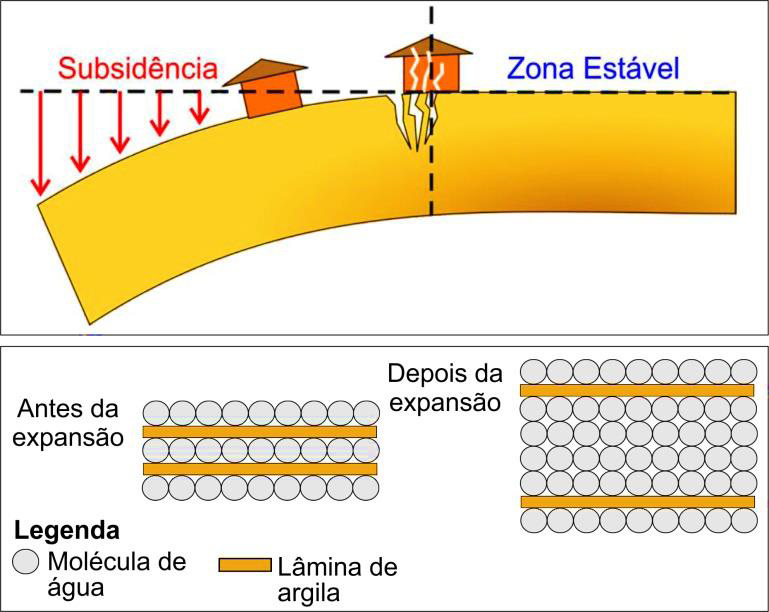 Subsidência
Zona Estável
Antes da
expansão
Depois da
expansão
Legenda
Molécula de
água
Lâmina de
argila